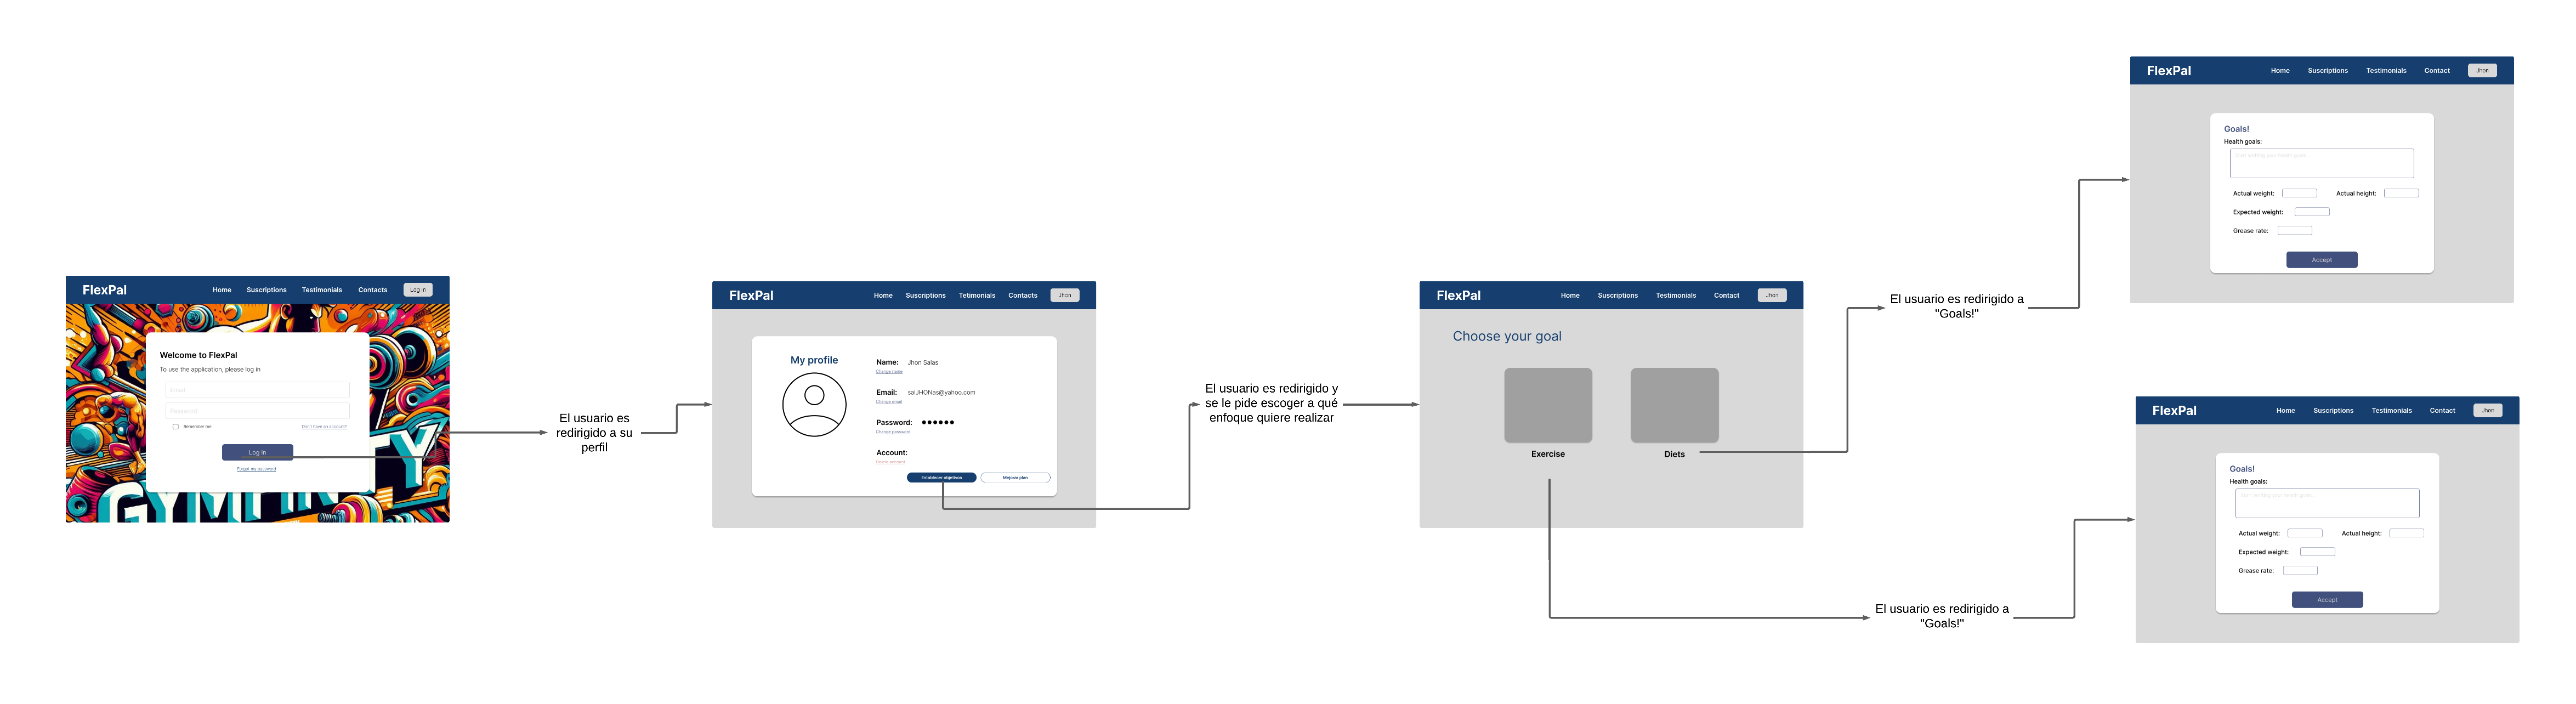 FlexPal
Home Suscriptions Testimonials Contacts Log in
Welcome to FlexPal
To use the application, please log in
Email
Password
Remember me Don't have an account?
Log in
Forgot my password
GYMPING
Y
El usuario es
redirigido a su
perfil
FlexPal
Home Suscriptions Tetimonials Contacts Jhon
My profile
Name: Jhon Salas
Change name
Email: salJHONas@yahoo.com
Change email
Password: ●●●●●●
Change password
Account:
Delete account
Establecer objetivos Mejorar plan
El usuario es redirigido y
se le pide escoger a qué
enfoque quiere realizar
FlexPal
Home Suscriptions Testimonials Contact Jhon
Choose your goal
Exercise Diets
El usuario es redirigido a
"Goals!"
FlexPal
Home Suscriptions Testimonials Contact Jhon
Goals!
Health goals:
Start writing your health goals...
Actual weight: Actual height:
Expected weight:
Grease rate:
Accept
El usuario es redirigido a
"Goals!"
FlexPal
Home Suscriptions Testimonials Contact Jhon
Goals!
Health goals:
Start writing your health goals...
Actual weight: Actual height:
Expected weight:
Grease rate:
Accept